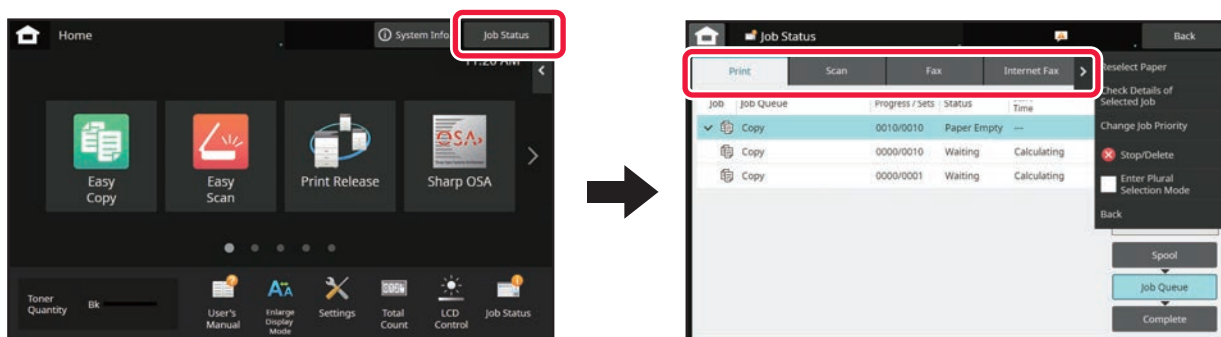 Home
System Info
Job Status
11:20 AM
Easy
Copy
Easy
Scan
Print Release
OSA
Sharp OSA
Toner
Quantity
Bk
User's
Manual
Enlarge
Display
Mode
Settings
Total
Count
LCD
Control
Job Status
Job Status
Back
Print
Scan
Fax
Internet Fax
Reselect Paper
Check Details of
Selected Job
Change Job Priority
Stop/Delete
Enter Plural
Selection Mode
Back
Job
Job Queue
Progress / Sets
Status
Time
Copy
0010/0010
Paper Empty
---
Copy
0000/0010
Waiting
Calculating
Copy
0000/0001
Waiting
Calculating
Spool
Job Queue
Complete